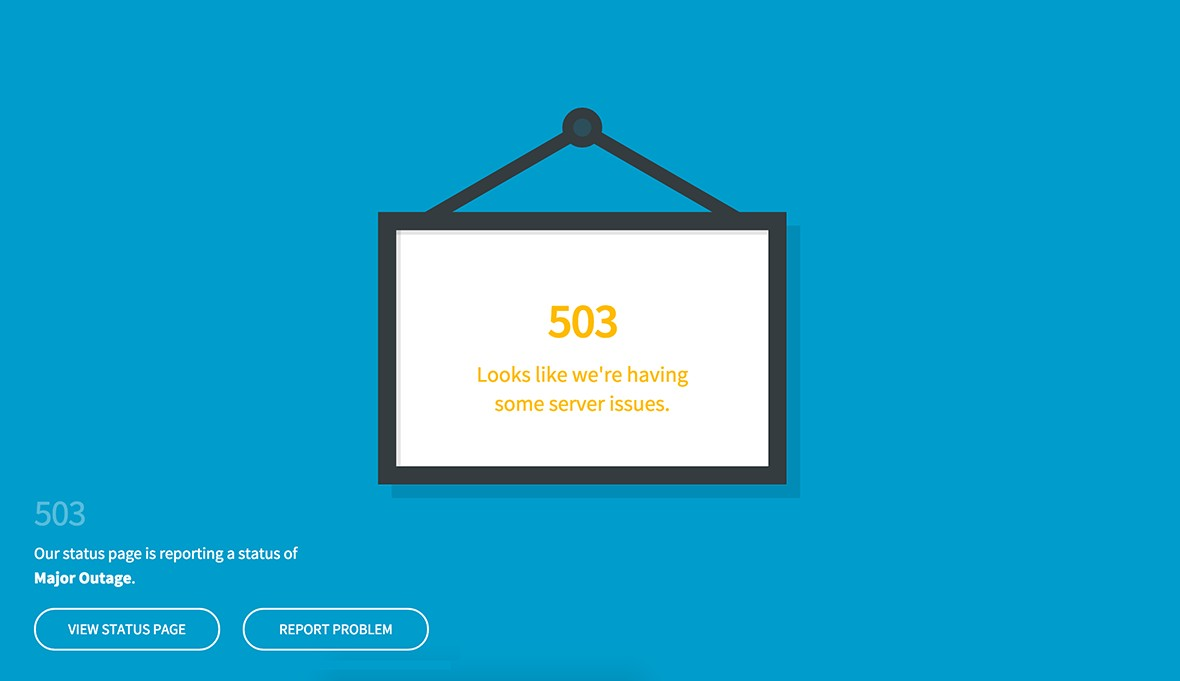 503
Looks like we're having
some server issues.
503
Our status page is reporting a status of
Major Outage.
VIEW STATUS PAGE
REPORT PROBLEM